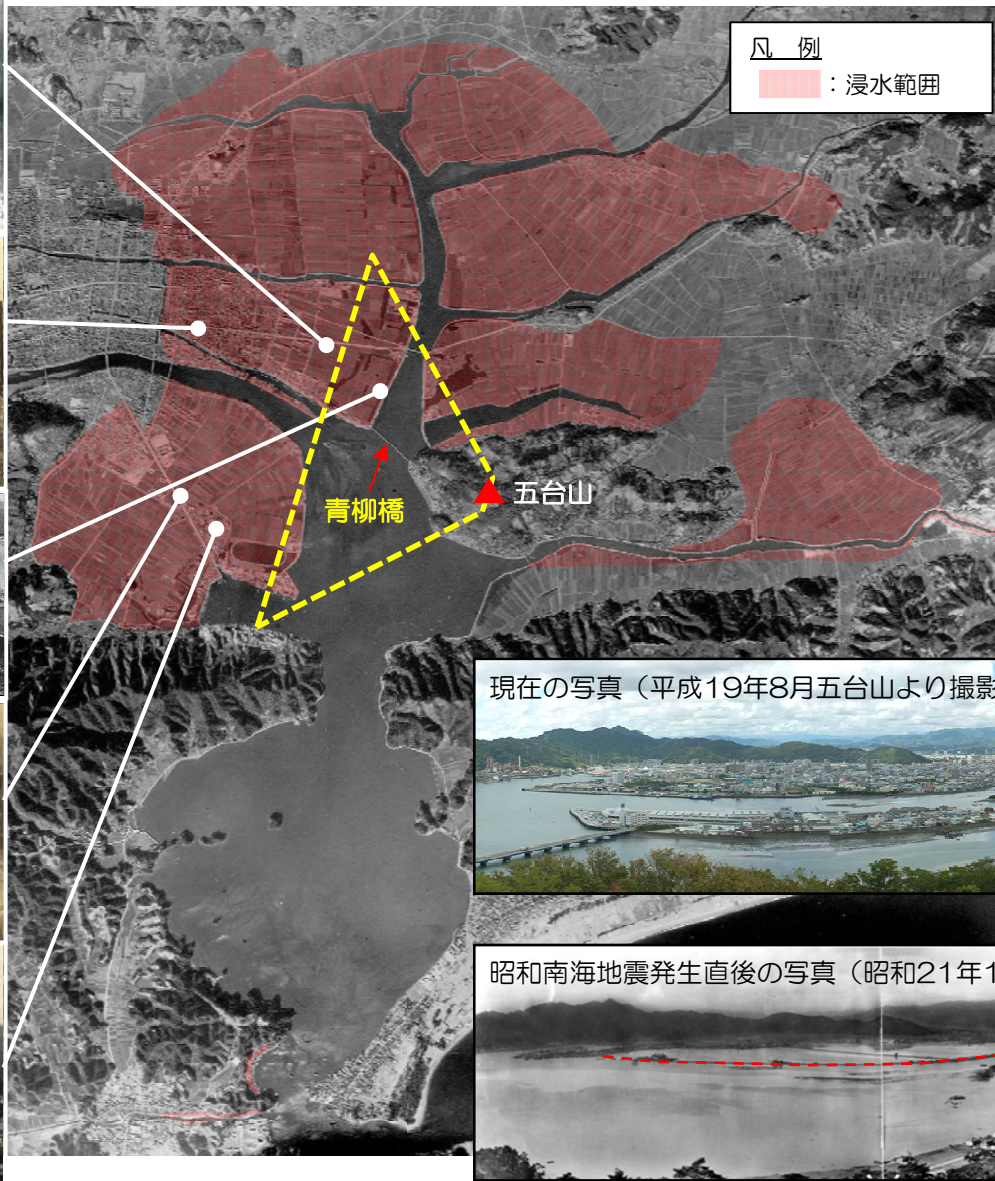 凡 例
：浸水範囲
青柳橋
五台山
現在の写真（平成19年8月五台山より撮影
昭和南海地震発生直後の写真（昭和21年1